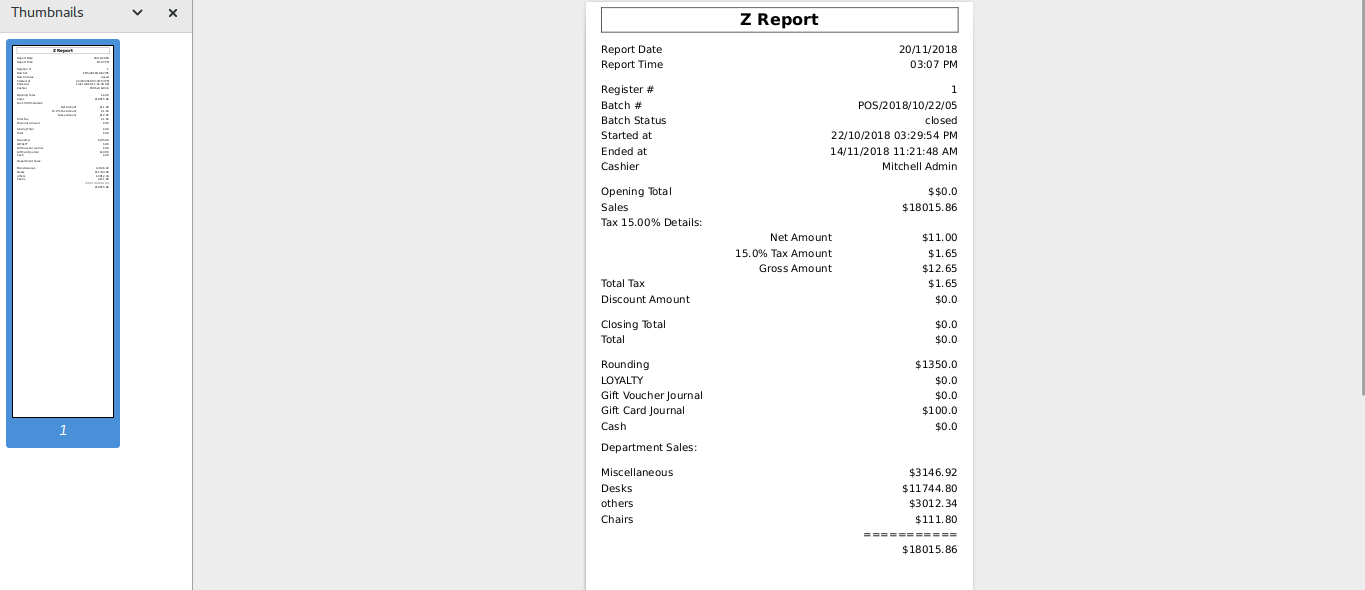 Thumbnails
1
Z Report
Report Date 20/11/2018
Report Time 03:07 PM
Register # 1
Batch # POS/2018/10/22/05
Batch Status closed
Started at 22/10/2018 03:29:54 PM
Ended at 14/11/2018 11:21:48 AM
Cashier Mitchell Admin
Opening Total $$0.0
Sales $18015.86
Tax 15.00% Details:
Net Amount $11.00
15.0% Tax Amount $1.65
Gross Amount $12.65
Total Tax $1.65
Discount Amount $0.0
Closing Total $0.0
Total $0.0
Rounding $1350.0
LOYALTY $0.0
Gift Voucher Journal $0.0
Gift Card Journal $100.0
Cash $0.0
Department Sales:
Miscellaneous $3146.92
Desks $11744.80
others $3012.34
Chairs $111.80
===========
$18015.86